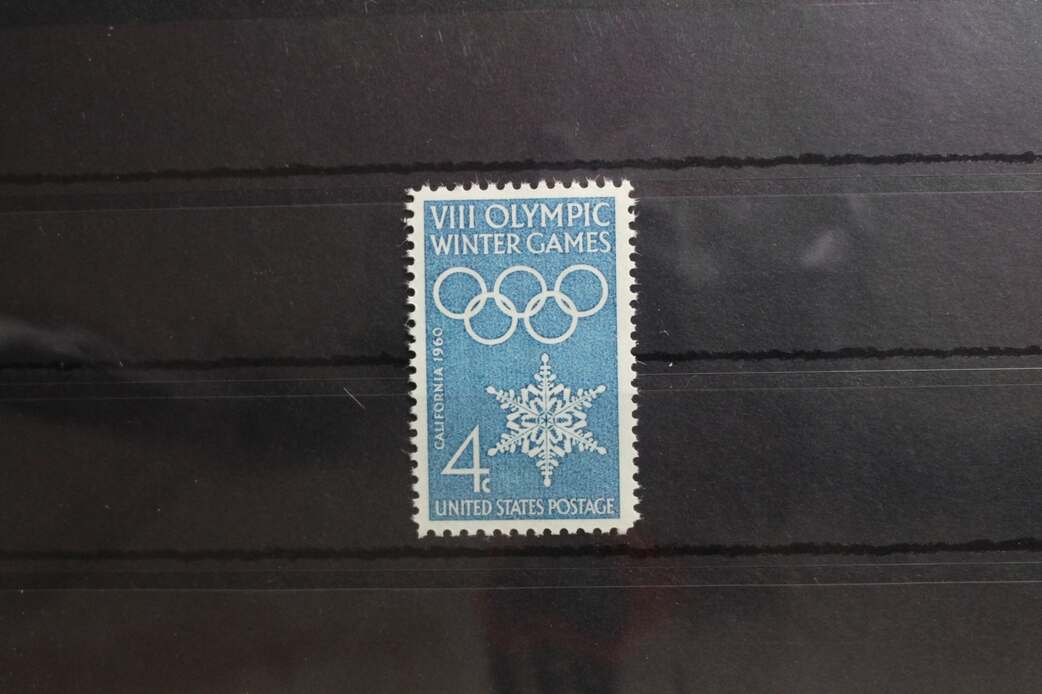 VIII OLYMPIC
WINTER GAMES
CALIFORNIA 1960
4c
UNITED STATES POSTAGE